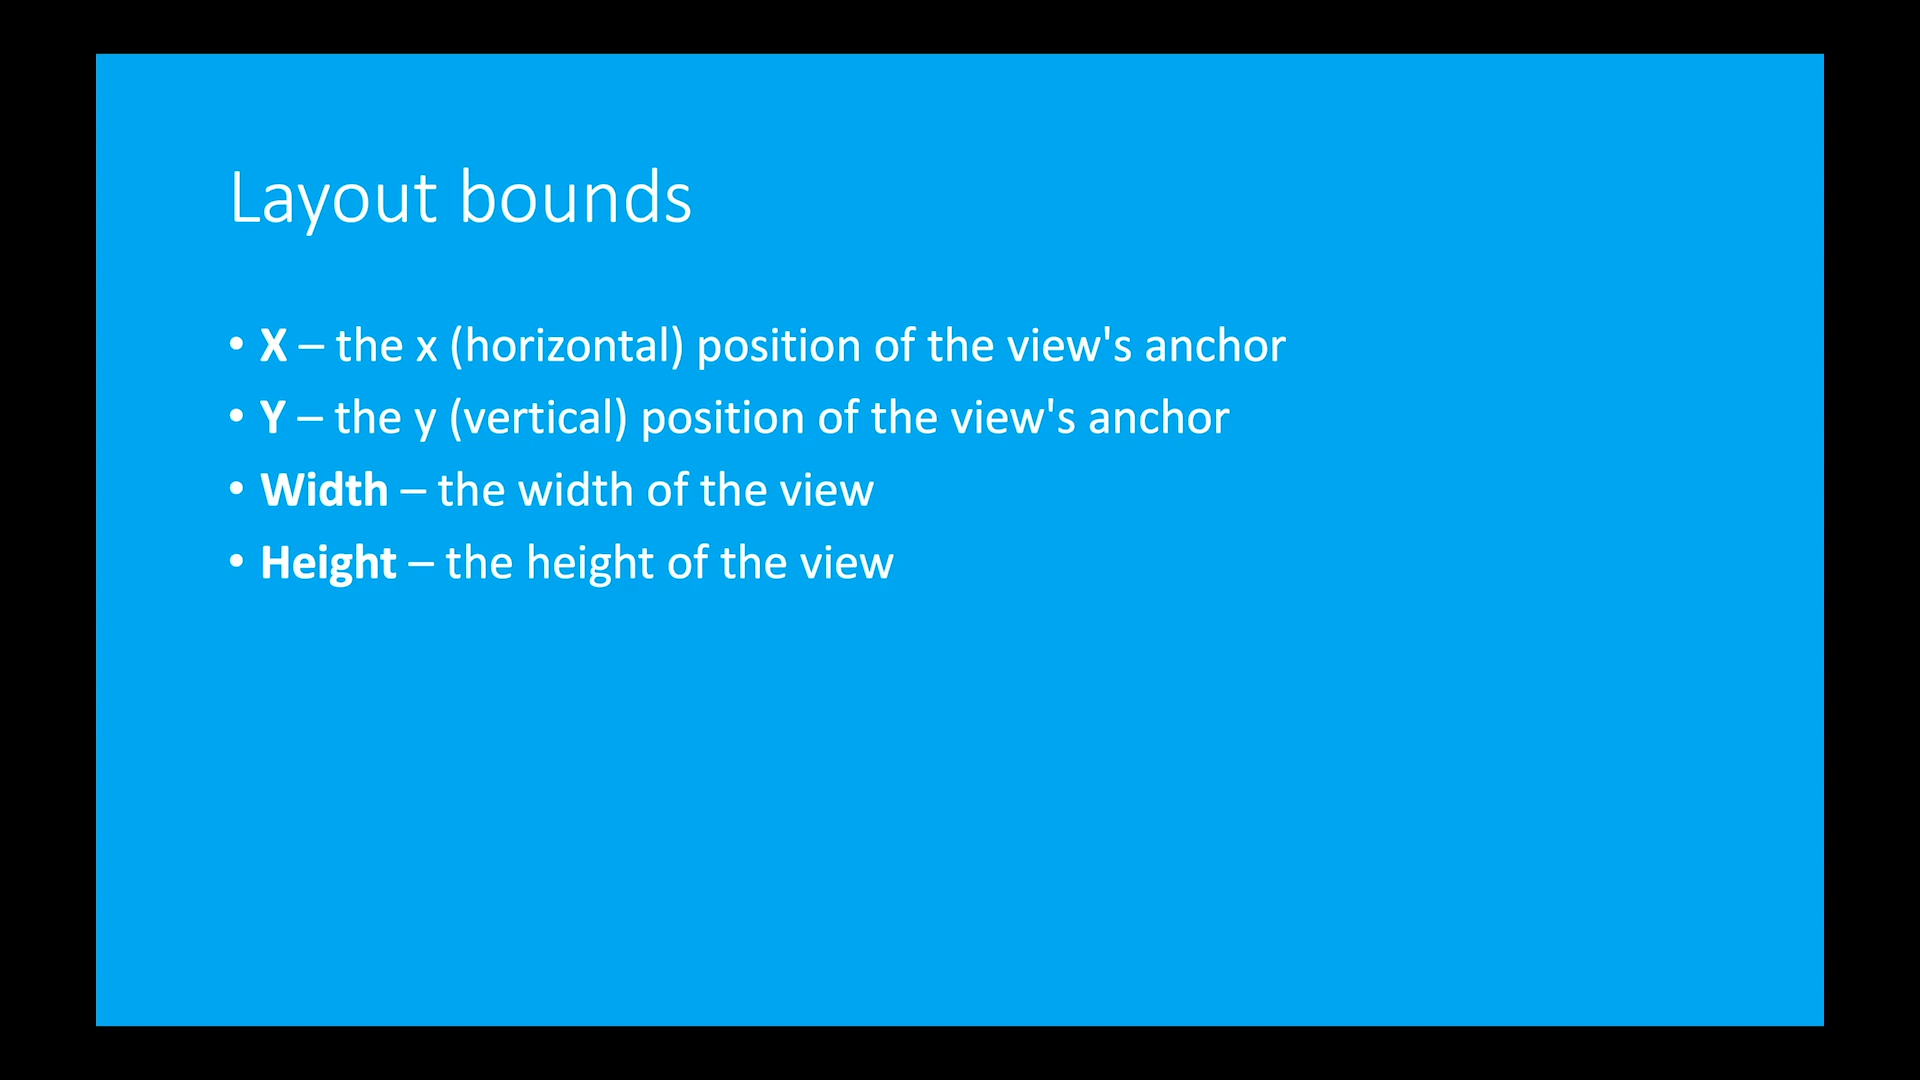 Layout bounds
• X – the x (horizontal) position of the view's anchor
• Y – the y (vertical) position of the view's anchor
• Width – the width of the view
• Height – the height of the view